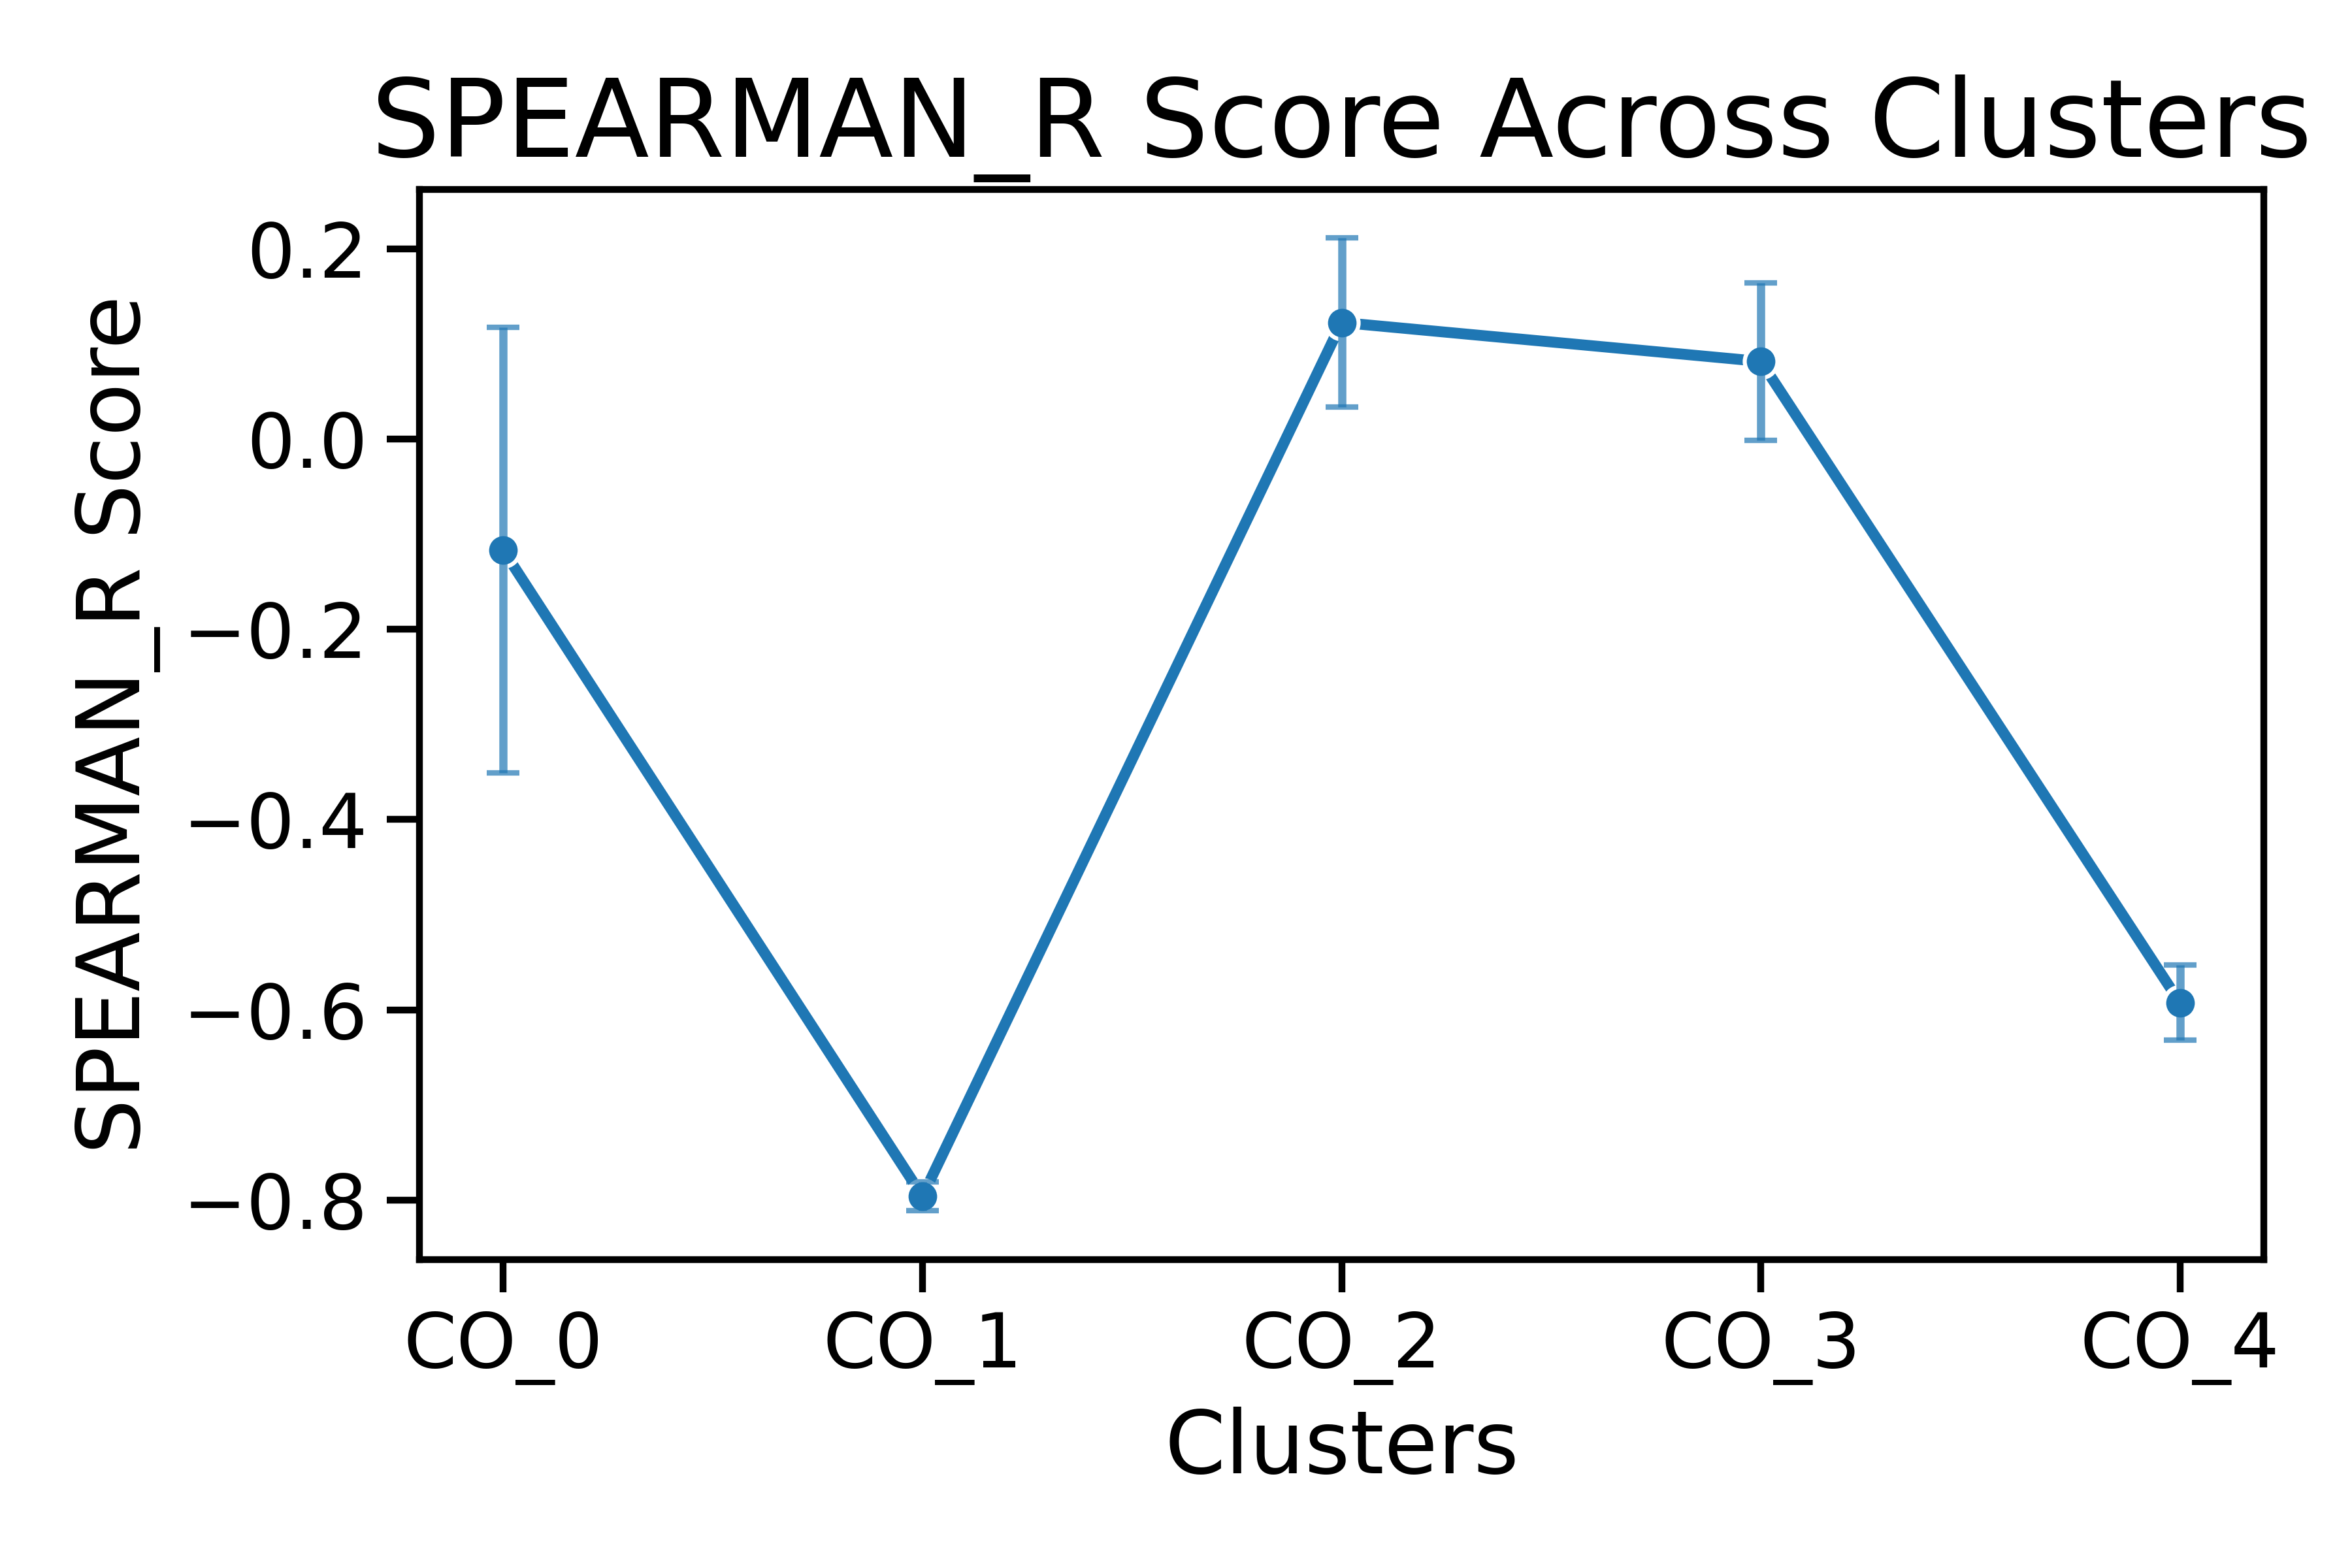 SPEARMAN_R Score Across Clusters
SPEARMAN_R Score
0.2
0.0
−0.2
−0.4
−0.6
−0.8
CO_0 CO_1 CO_2 CO_3 CO_4
Clusters